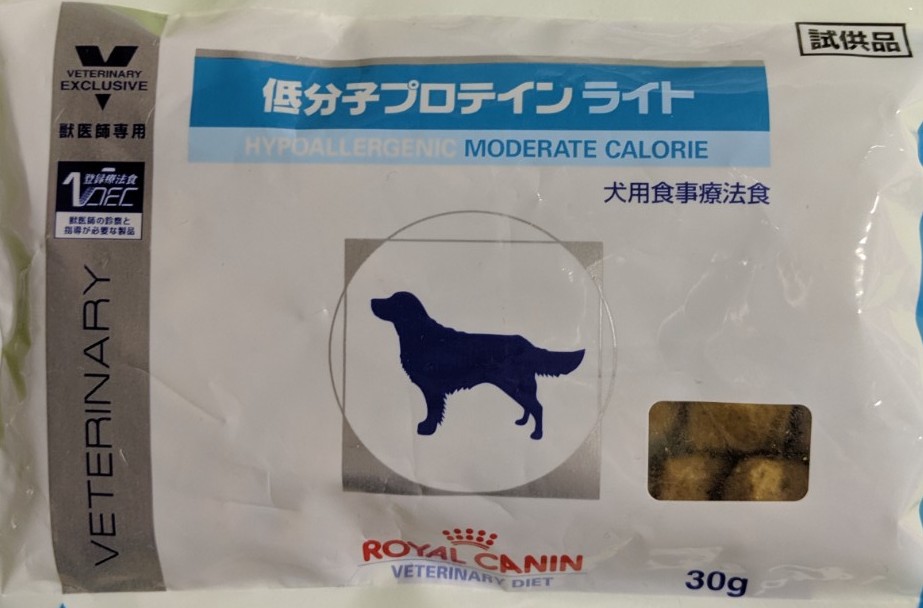 試供品
VETERINARY
EXCLUSIVE
獣医師専用
登録療法食
VDEC
獣医師の診察と
指導が必要な製品
VETERINARY
低分子プロテイン ライト
HYPOALLERGENIC MODERATE CALORIE
犬用食事療法食
ROYAL CANIN
VETERINARY DIET
30g